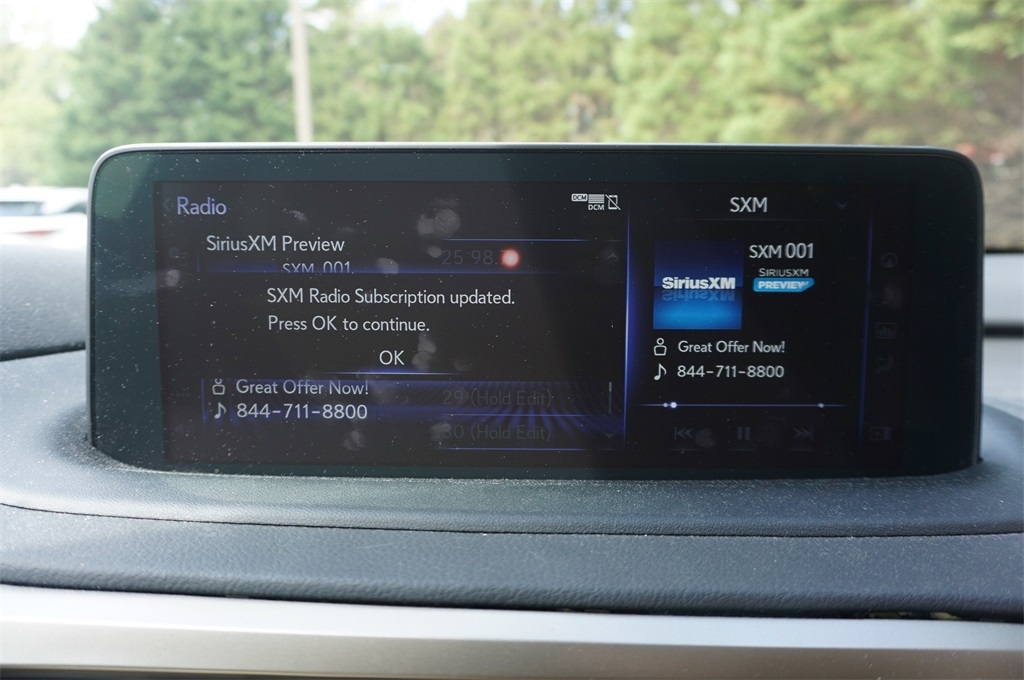 Radio
DCM
DCM
SXM
SiriusXM Preview
SXM 001
SXM Radio Subscription updated.
Press OK to continue.
OK
Great Offer Now!
844-711-8800
29 (Hold Edit)
30 (Hold Edit)
SXM 001
SiriusXM
SIRIUSXM
PREVIEW
Great Offer Now!
844-711-8800